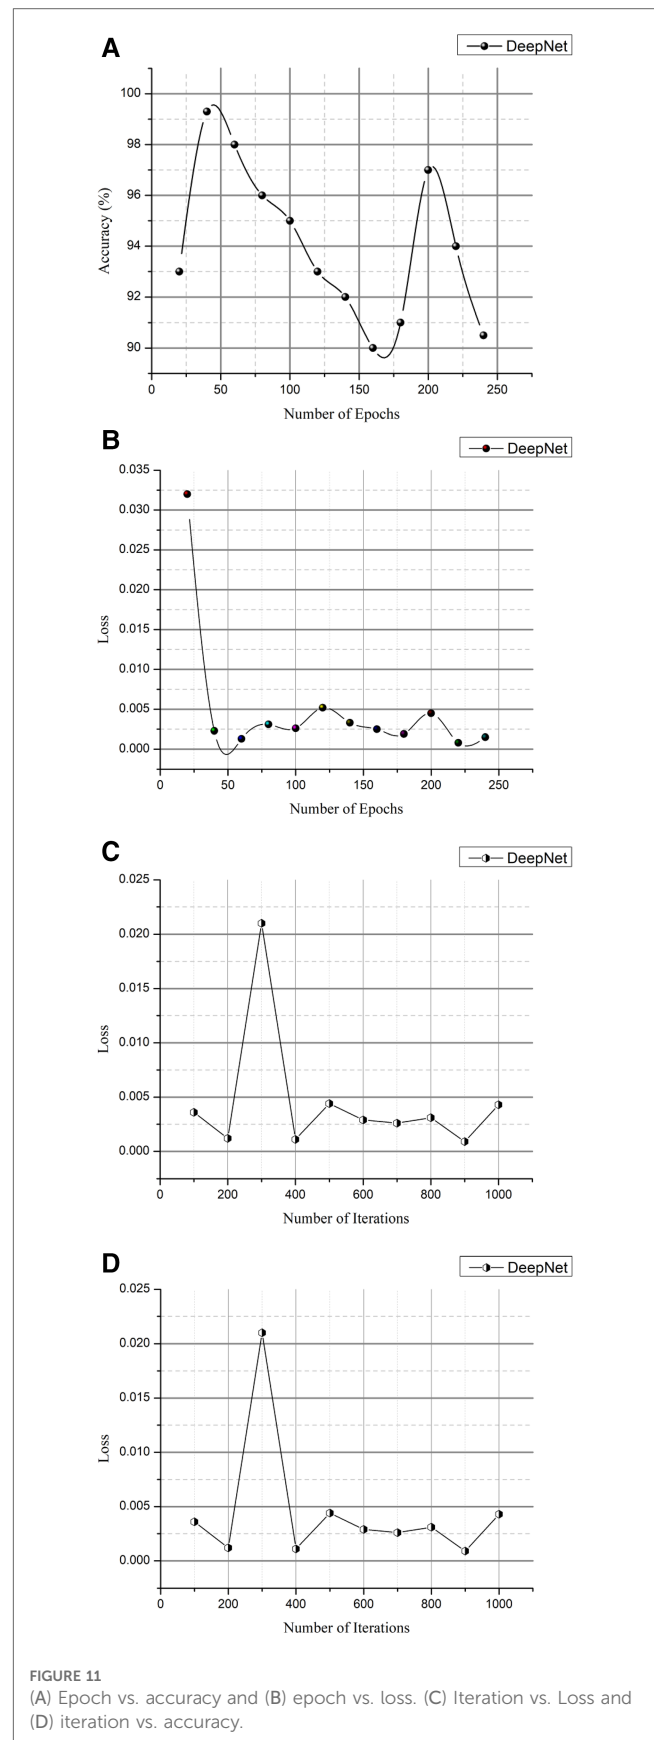 A
DeepNet
100
98
96
94
92
90
Accuracy (%)
0 50 100 150 200 250
Number of Epochs
B
DeepNet
0.035
0.030
0.025
0.020
0.015
0.010
0.005
0.000
Loss
0 50 100 150 200 250
Number of Epochs
C
DeepNet
0.025
0.020
0.015
0.010
0.005
0.000
Loss
0 200 400 600 800 1000
Number of Iterations
D
DeepNet
0.025
0.020
0.015
0.010
0.005
0.000
Loss
0 200 400 600 800 1000
Number of Iterations
FIGURE 11
(A) Epoch vs. accuracy and (B) epoch vs. loss. (C) Iteration vs. Loss and
(D) iteration vs. accuracy.